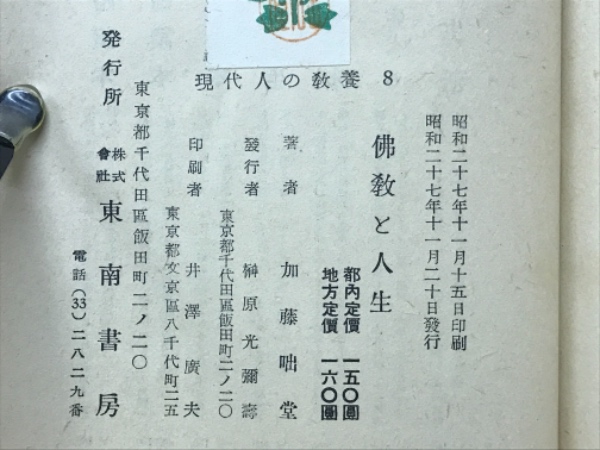 現代人の教養 8
昭和二十七年十一月十五日印刷
昭和二十七年十一月二十日發行
佛教と人生
都內定價 一五〇圓
地方定價 一六〇圓
著者 加藤咄堂
發行者 榊原光彌壽
東京都千代田區飯田町二ノ二〇
印刷者 井澤廣夫
東京都文京區八千代町二五
東京都千代田區飯田町二ノ二〇
発行所 株式會社 東南書房
電話(33)二八二九番